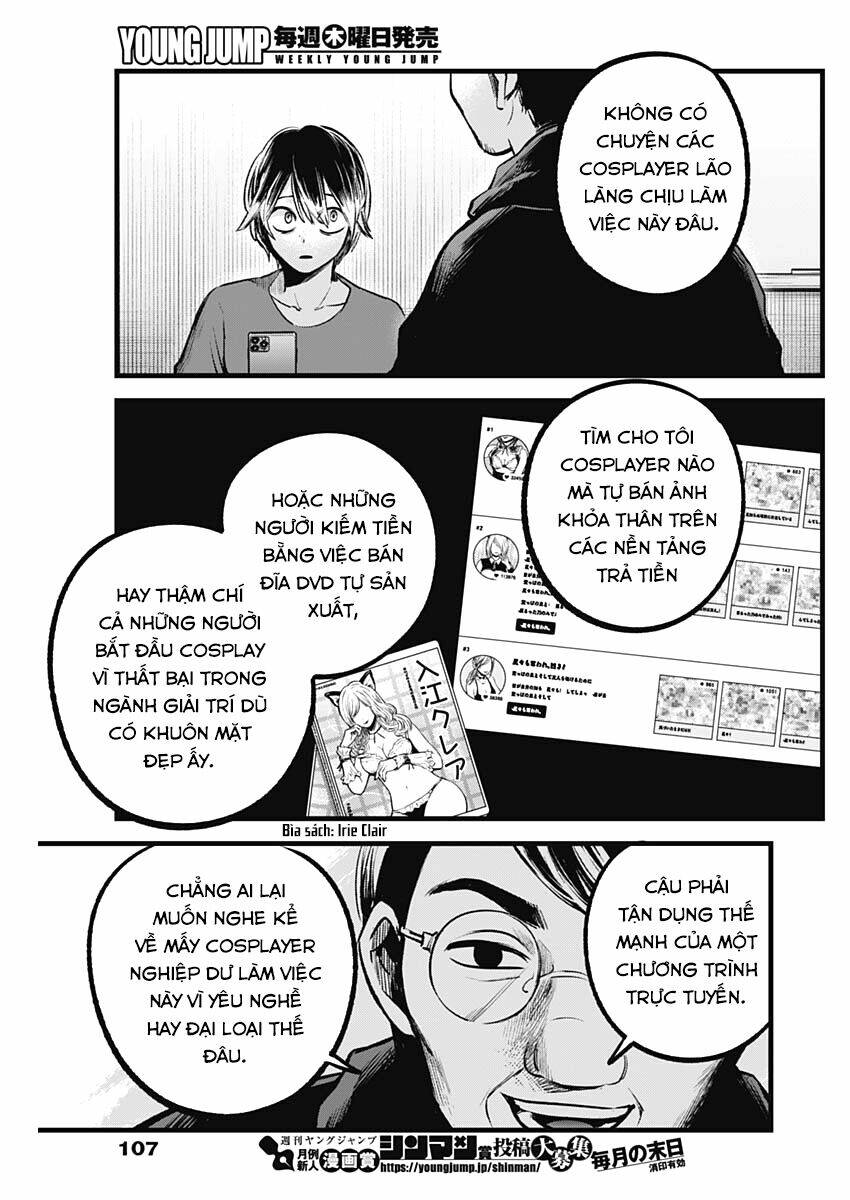 YOUNG JUMP 毎週木曜日発売
WEEKLY YOUNG JUMP
KHÔNG CÓ
CHUYỆN CÁC
COSPLAYER LÃO
LÀNG CHỊU LÀM
VIỆC NÀY ĐÂU.
TÌM CHO TÔI
COSPLAYER NÀO
MÀ TỰ BÁN ẢNH
KHỎA THÂN TRÊN
CÁC NỀN TẢNG
TRẢ TIỀN
HOẶC NHỮNG
NGƯỜI KIẾM TIỀN
BẰNG VIỆC BÁN
ĐĨA DVD TỰ SẢN
XUẤT,
HAY THẬM CHÍ
CẢ NHỮNG NGƯỜI
BẮT ĐẦU COSPLAY
VÌ THẤT BẠI TRONG
NGÀNH GIẢI TRÍ DÙ
CÓ KHUÔN MẶT
ĐẸP ẤY.
#1
#2
#3
入江クレア
Bìa sách: Irie Clair
CẬU PHẢI
TẬN DỤNG THẾ
MẠNH CỦA MỘT
CHƯƠNG TRÌNH
TRỰC TUYẾN.
CHẲNG AI LẠI
MUỐN NGHE KỂ
VỀ MẤY COSPLAYER
NGHIỆP DƯ LÀM VIỆC
NÀY VÌ YÊU NGHỀ
HAY ĐẠI LOẠI THẾ
ĐÂU.
107
週刊ヤングジャンプ
月例新人漫画賞 シンマン賞 投稿大募集 毎月の末日
消印有効
https://youngjump.jp/shinman/